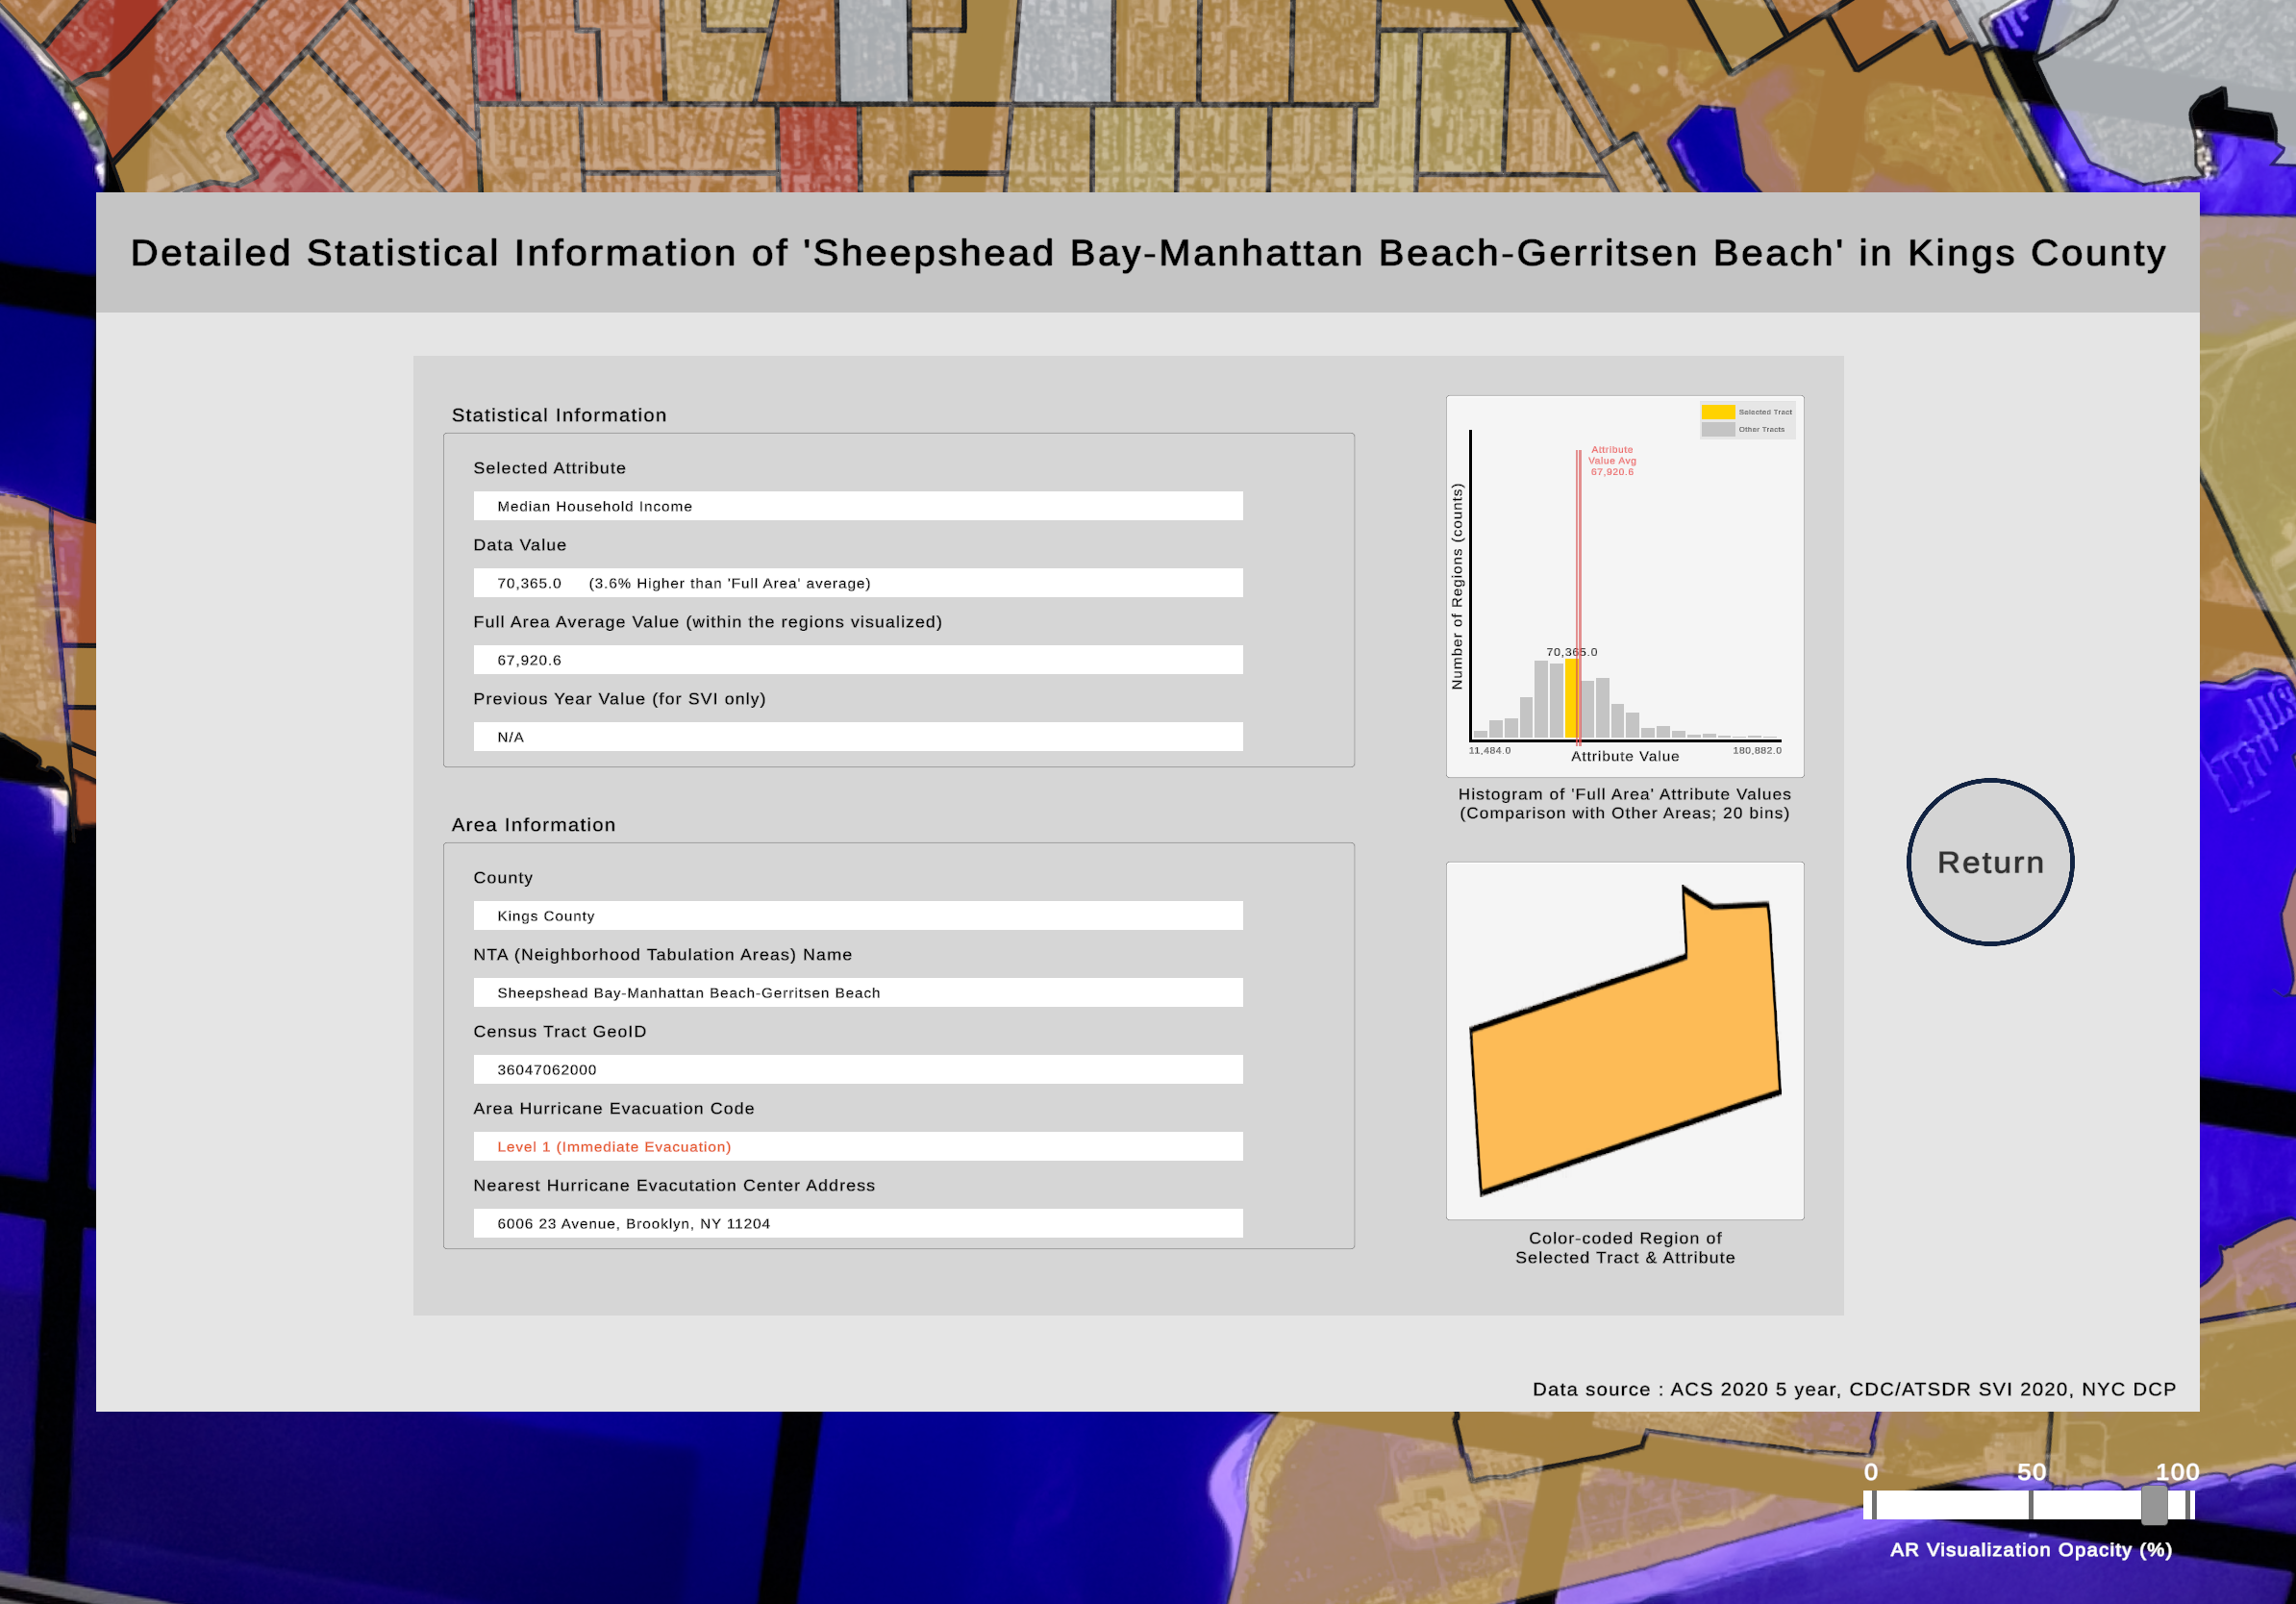 Detailed Statistical Information of 'Sheepshead Bay-Manhattan Beach-Gerritsen Beach' in Kings County
Statistical Information
Selected Attribute
Median Household Income
Data Value
70,365.0 (3.6% Higher than 'Full Area' average)
Full Area Average Value (within the regions visualized)
67,920.6
Previous Year Value (for SVI only)
N/A
Area Information
County
Kings County
NTA (Neighborhood Tabulation Areas) Name
Sheepshead Bay-Manhattan Beach-Gerritsen Beach
Census Tract GeoID
36047062000
Area Hurricane Evacuation Code
Level 1 (Immediate Evacuation)
Nearest Hurricane Evacutation Center Address
6006 23 Avenue, Brooklyn, NY 11204
Selected Tract
Other Tracts
Attribute
Value Avg
67,920.6
Number of Regions (counts)
70,365.0
11,484.0
180,882.0
Attribute Value
Histogram of 'Full Area' Attribute Values
(Comparison with Other Areas; 20 bins)
Color-coded Region of
Selected Tract & Attribute
Return
Data source : ACS 2020 5 year, CDC/ATSDR SVI 2020, NYC DCP
0 50 100
AR Visualization Opacity (%)